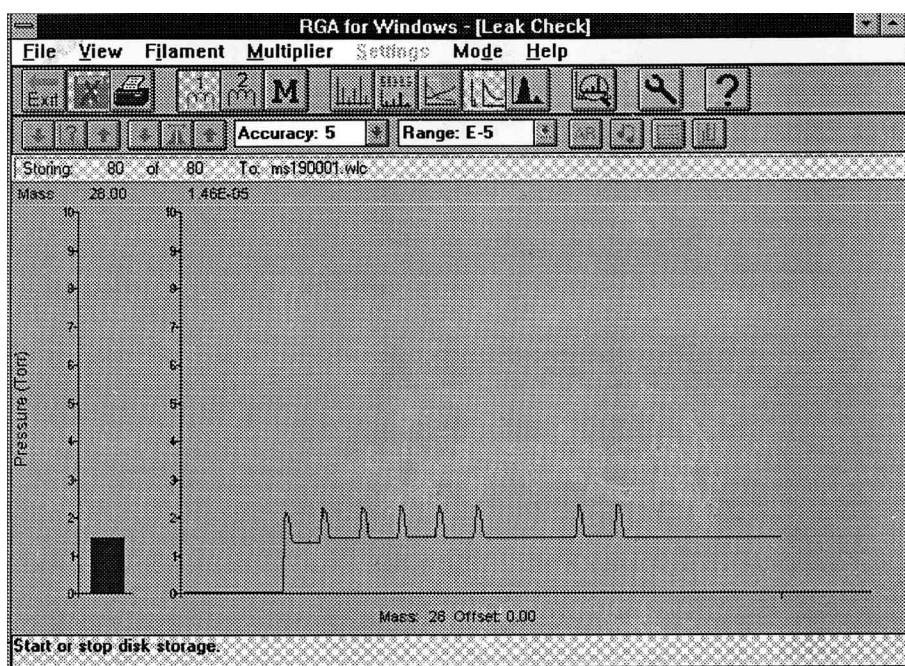 RGA for Windows - [Leak Check]
File View Filament Multiplier Settings Mode Help
Exit 1 2 M ?
? Accuracy: 5 Range: E-5 AR
Storing: 80 of 80 To: ms190001.wlc
Mass 28.00 1.46E-05
10 10
9 9
8 8
7 7
6 6
5 5
4 4
3 3
2 2
1 1
0 0
Pressure (Torr)
Mass: 28 Offset: 0.00
Start or stop disk storage.